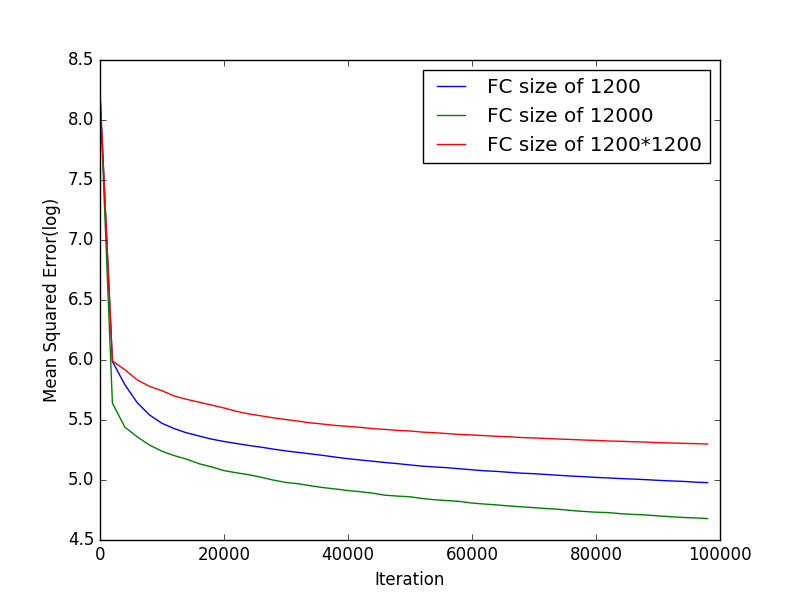 8.5
8.0
7.5
7.0
6.5
6.0
5.5
5.0
4.5
Mean Squared Error(log)
FC size of 1200
FC size of 12000
FC size of 1200*1200
0 20000 40000 60000 80000 100000
Iteration